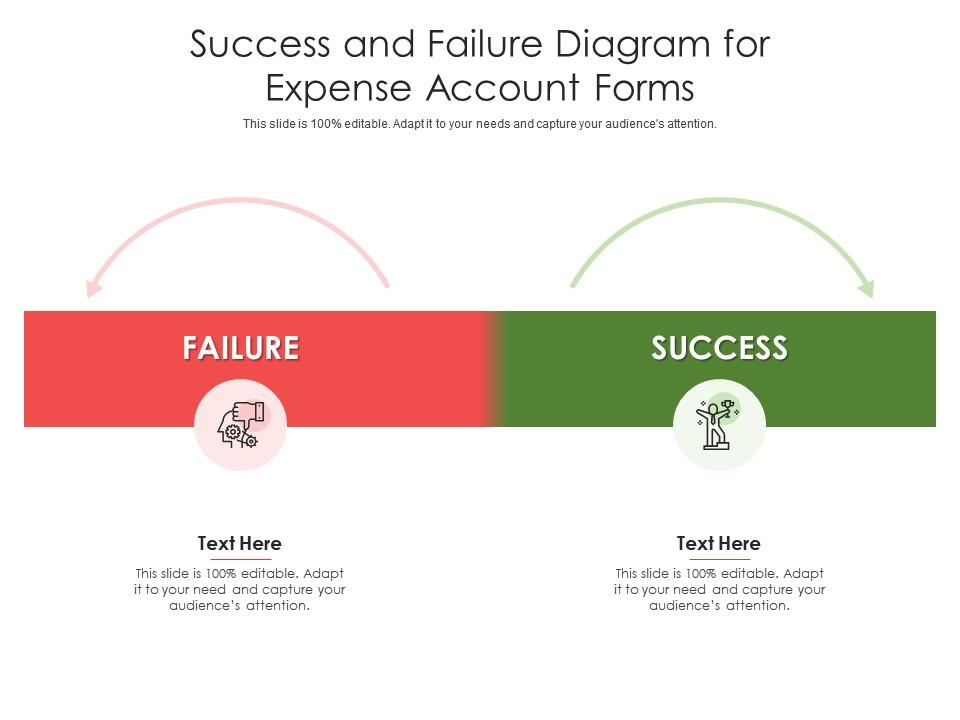 Success and Failure Diagram for
Expense Account Forms
This slide is 100% editable. Adapt it to your needs and capture your audience's attention.
FAILURE
SUCCESS
Text Here
This slide is 100% editable. Adapt
it to your need and capture your
audience’s attention.
Text Here
This slide is 100% editable. Adapt
it to your need and capture your
audience’s attention.